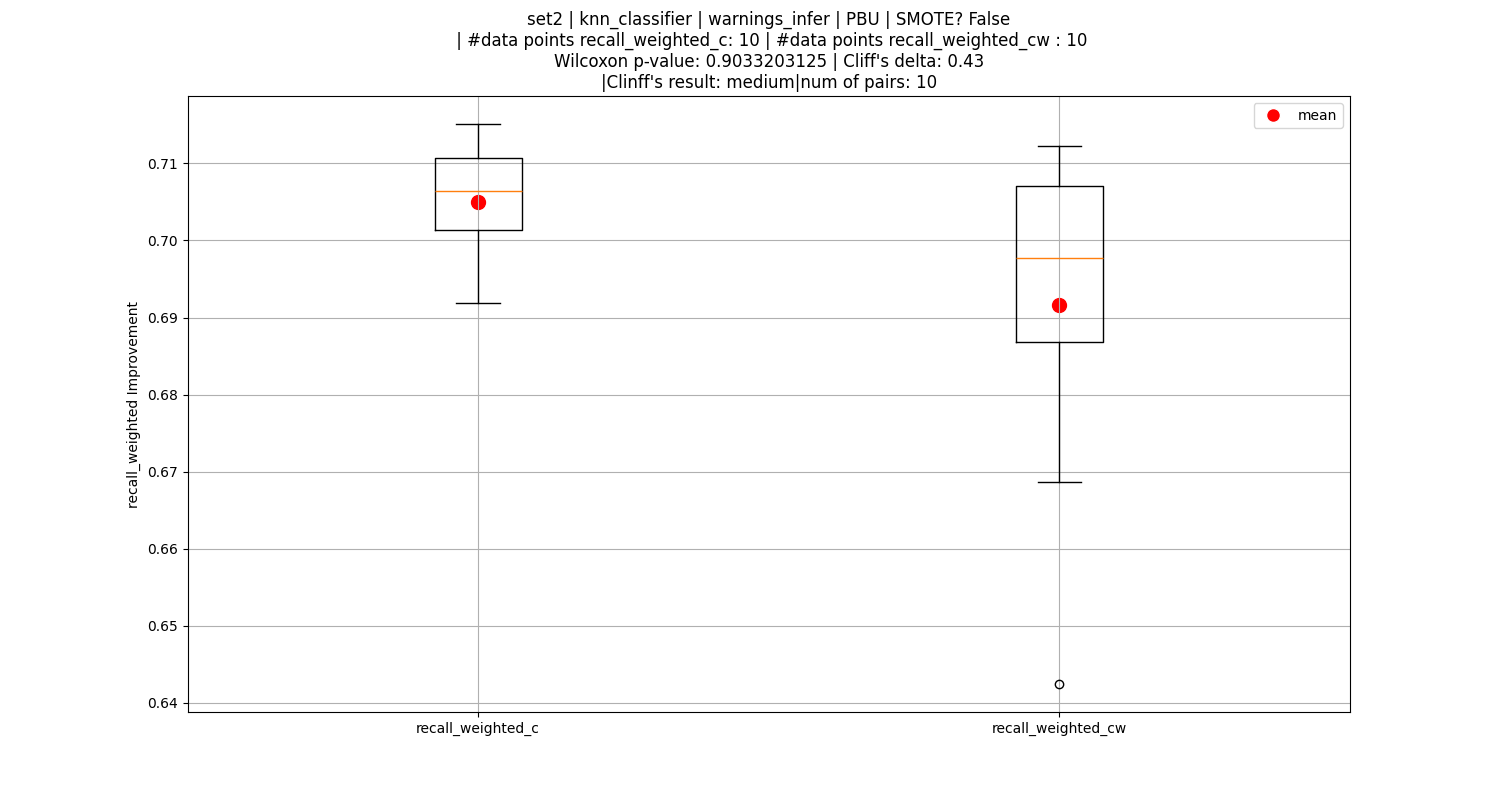 set2 | knn_classifier | warnings_infer | PBU | SMOTE? False
| #data points recall_weighted_c: 10 | #data points recall_weighted_cw : 10
Wilcoxon p-value: 0.9033203125 | Cliff's delta: 0.43
|Clinff's result: medium|num of pairs: 10
mean
0.71
0.70
0.69
0.68
0.67
0.66
0.65
0.64
recall_weighted Improvement
recall_weighted_c
recall_weighted_cw